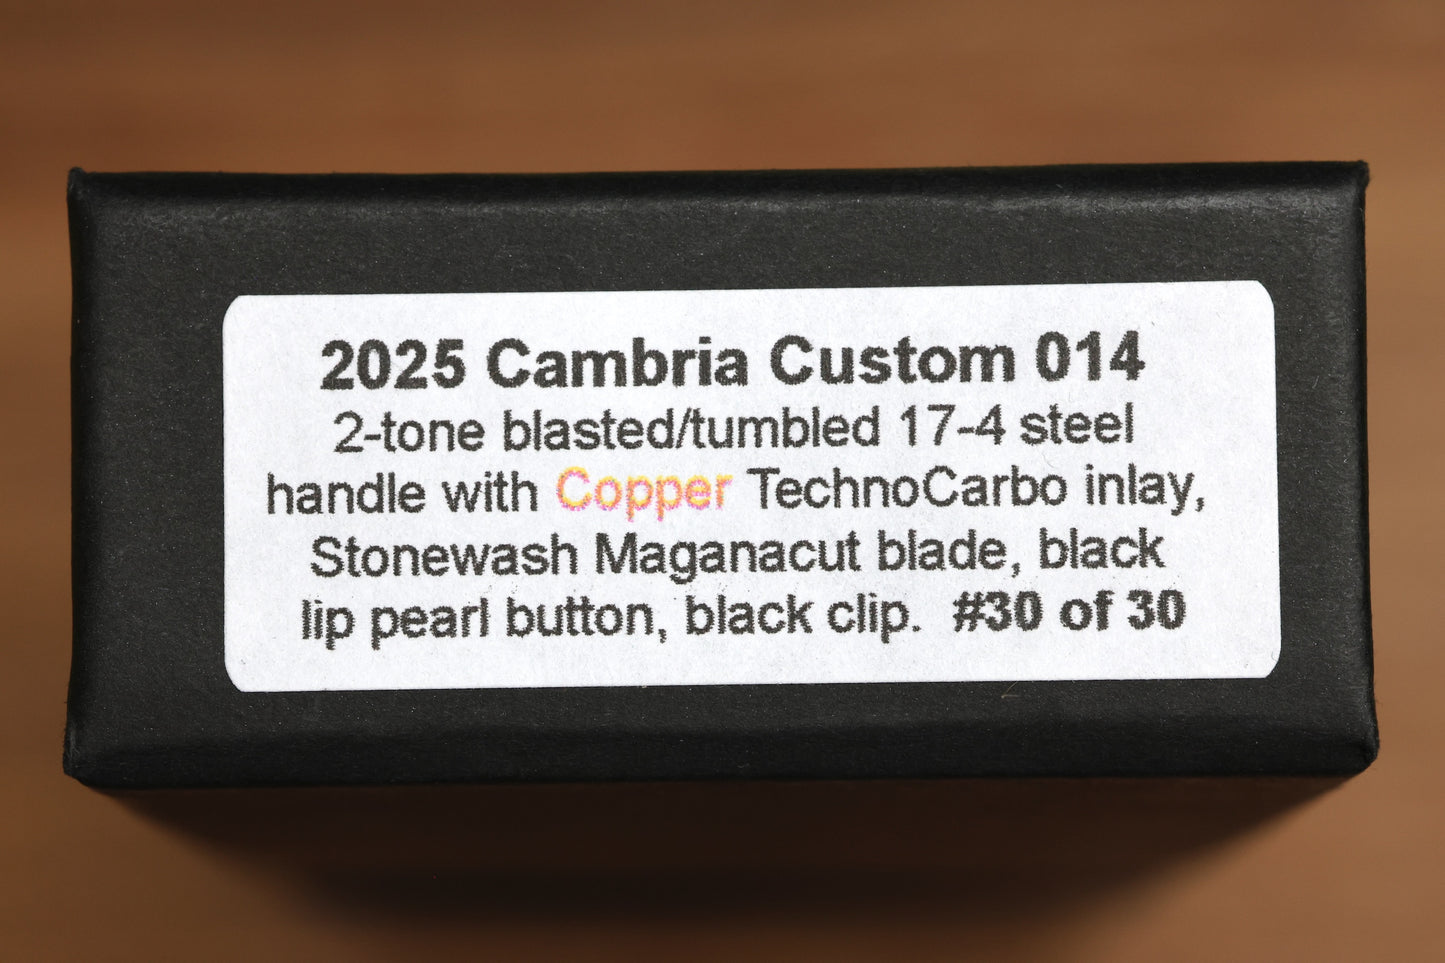 2025 Cambria Custom 014
2-tone blasted/tumbled 17-4 steel
handle with Copper TechnoCarbo inlay,
Stonewash Maganacut blade, black
lip pearl button, black clip.  #30 of 30